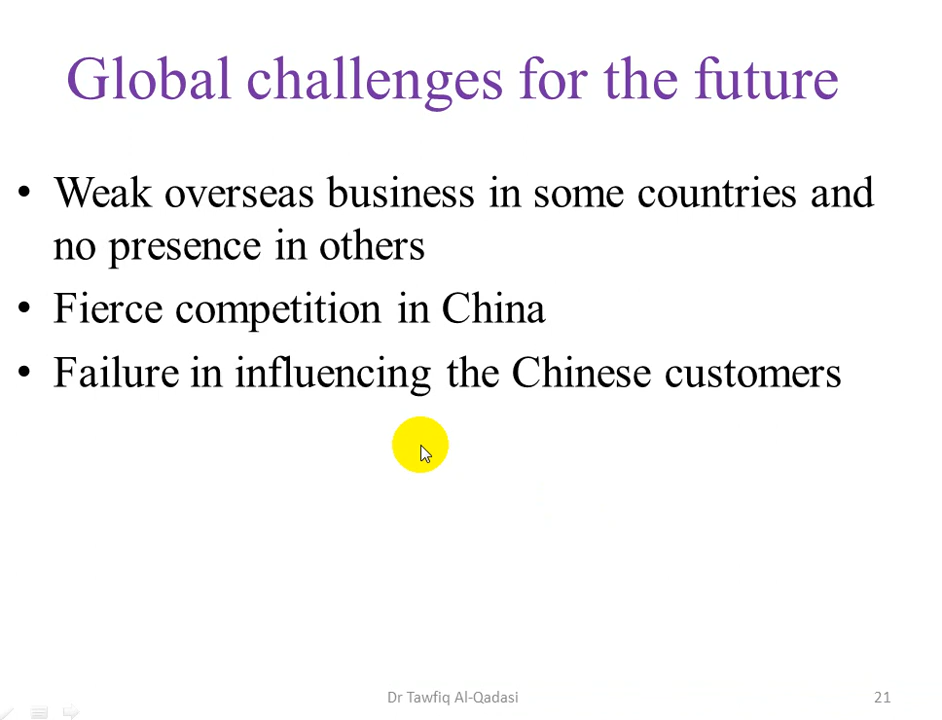 Global challenges for the future
• Weak overseas business in some countries and
no presence in others
• Fierce competition in China
• Failure in influencing the Chinese customers
Dr Tawfiq Al-Qadasi
21